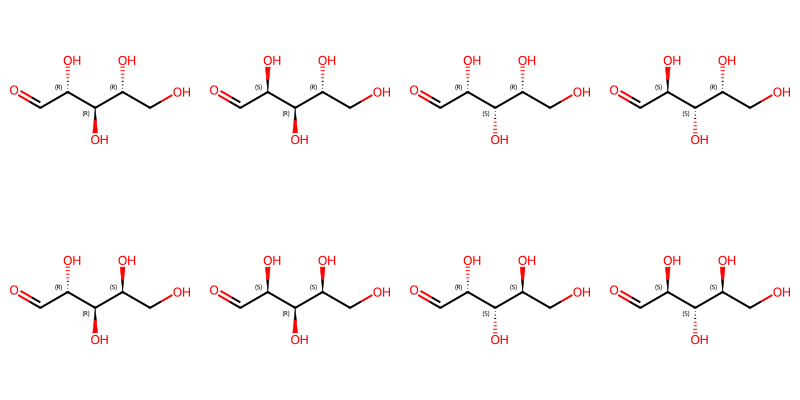 OH OH OH OH OH OH OH OH
O (R) (R) OH O (S) (R) OH O (R) (R) OH O (S) (R) OH
(R) (R) (S) (S)
OH OH OH OH
OH OH OH OH OH OH OH OH
O (R) (S) OH O (S) (S) OH O (R) (S) OH O (S) (S) OH
(R) (R) (S) (S)
OH OH OH OH